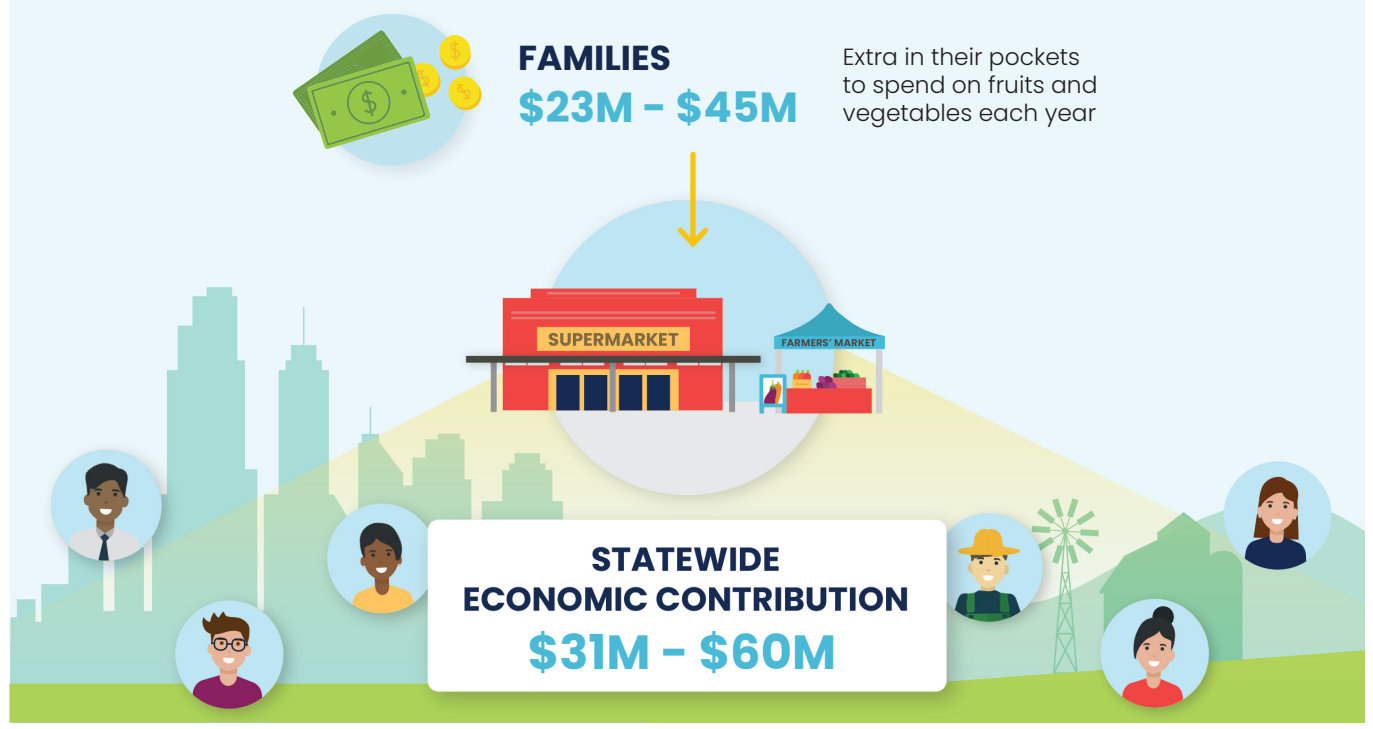 FAMILIES
$23M – $45M
Extra in their pockets
to spend on fruits and
vegetables each year
SUPERMARKET
FARMERS' MARKET
STATEWIDE
ECONOMIC CONTRIBUTION
$31M – $60M